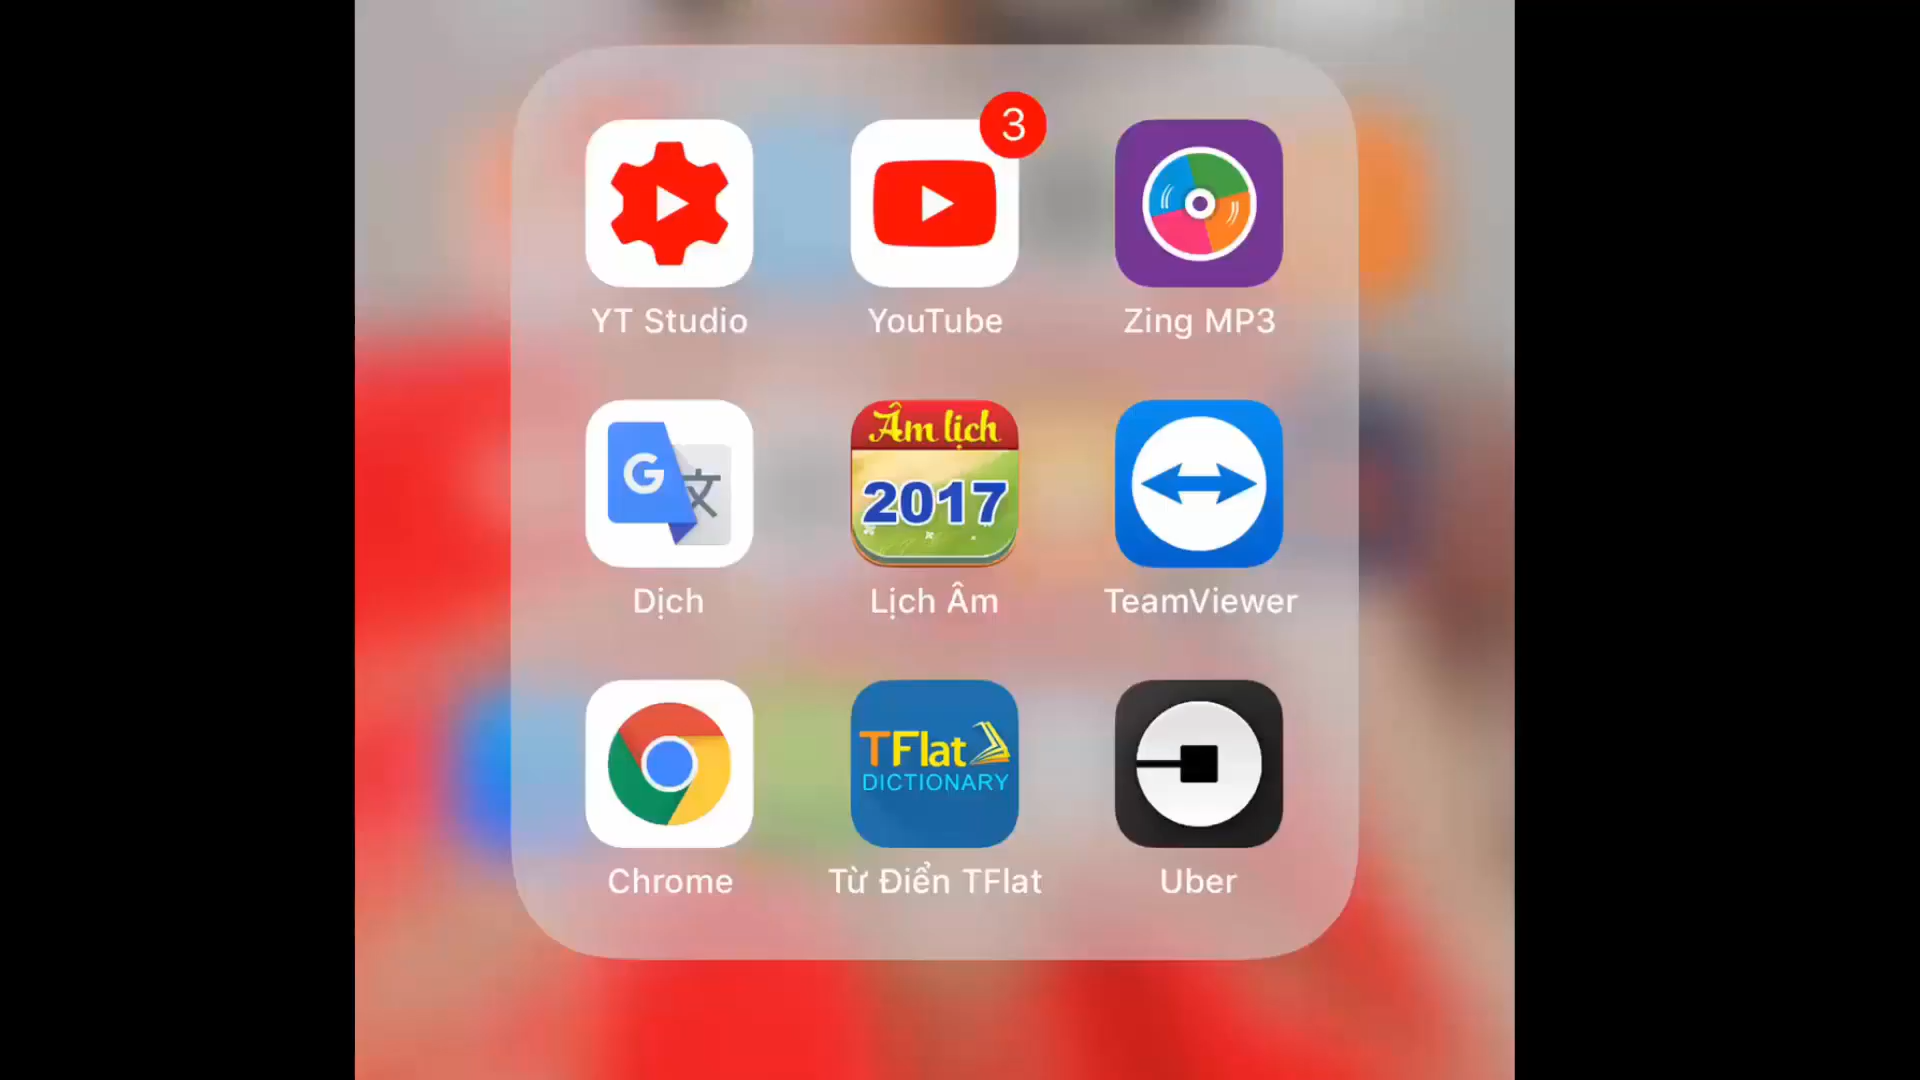 3
YT Studio
YouTube
Zing MP3
G 文
Âm lịch
2017
Dịch
Lịch Âm
TeamViewer
TFlat
DICTIONARY
Chrome
Từ Điển TFlat
Uber